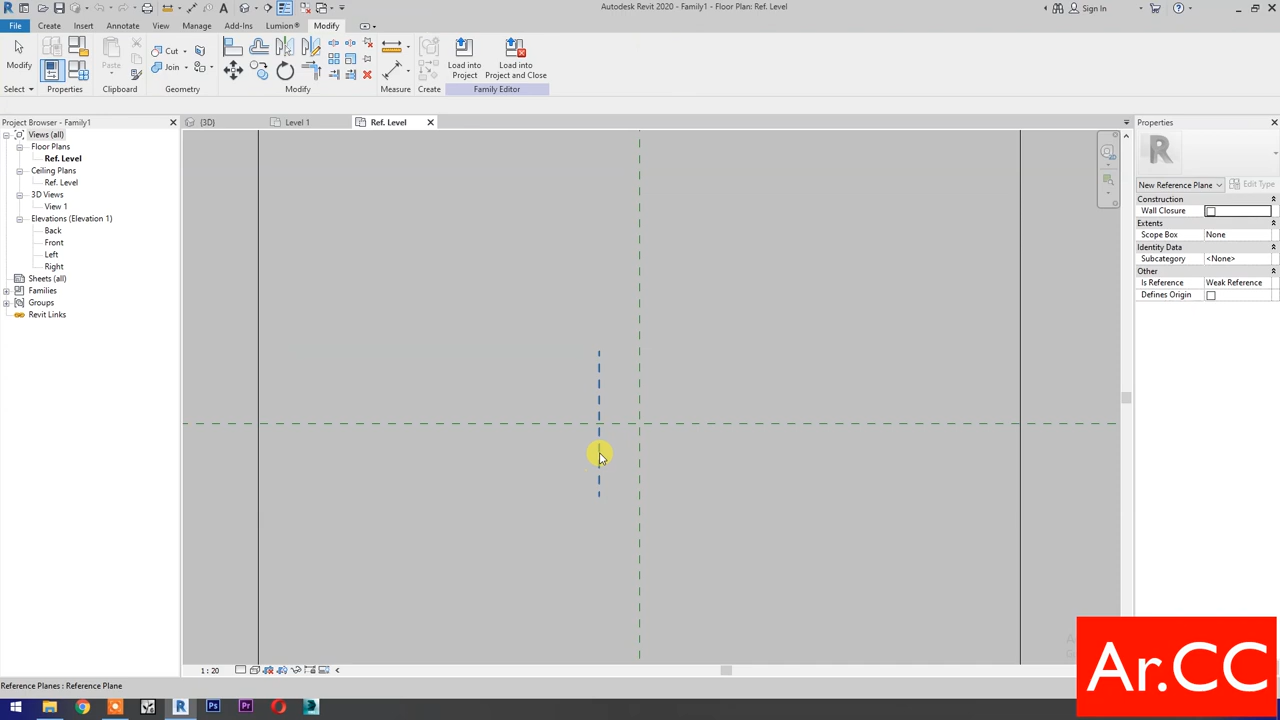 Autodesk Revit 2020 - Family1 - Floor Plan: Ref. Level
Sign In
File Create Insert Annotate View Manage Add-Ins Lumion® Modify
Modify Paste Cut Join Load into Project Load into Project and Close
Select Properties Clipboard Geometry Modify Measure Create Family Editor
Project Browser - Family1
{3D} Level 1 Ref. Level
Properties
Views (all)
Floor Plans
Ref. Level
Ceiling Plans
Ref. Level
3D Views
View 1
Elevations (Elevation 1)
Back
Front
Left
Right
Sheets (all)
Families
Groups
Revit Links
New Reference Plane Edit Type
Construction
Wall Closure
Extents
Scope Box None
Identity Data
Subcategory <None>
Other
Is Reference Weak Reference
Defines Origin
1 : 20
Reference Planes : Reference Plane
Ar.CC